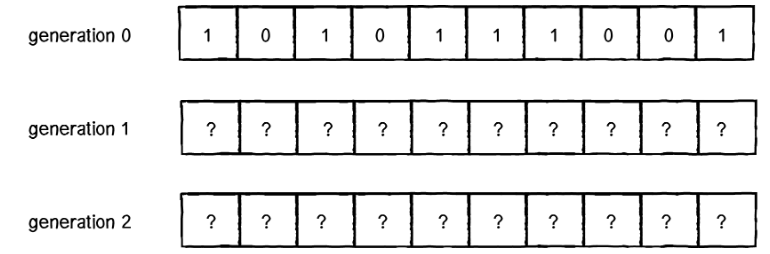 generation 0 1 0 1 0 1 1 1 0 0 1
generation 1 ? ? ? ? ? ? ? ? ? ?
generation 2 ? ? ? ? ? ? ? ? ? ?